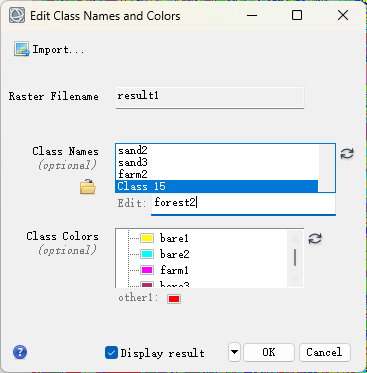 Edit Class Names and Colors
Import...
Raster Filename
result1
Class Names
(optional)
sand2
sand3
farm2
Class 15
Edit:
forest2
Class Colors
(optional)
bare1
bare2
farm1
bare3
other1:
Display result
OK
Cancel